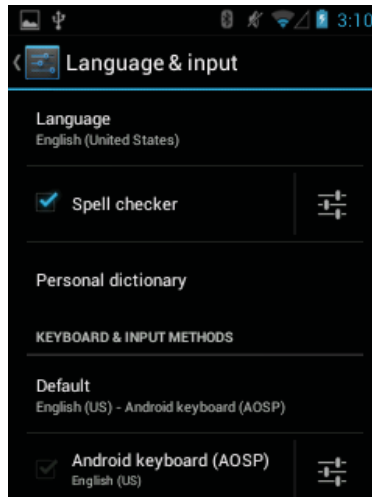 3:10
Language & input
Language
English (United States)
Spell checker
Personal dictionary
KEYBOARD & INPUT METHODS
Default
English (US) - Android keyboard (AOSP)
Android keyboard (AOSP)
English (US)